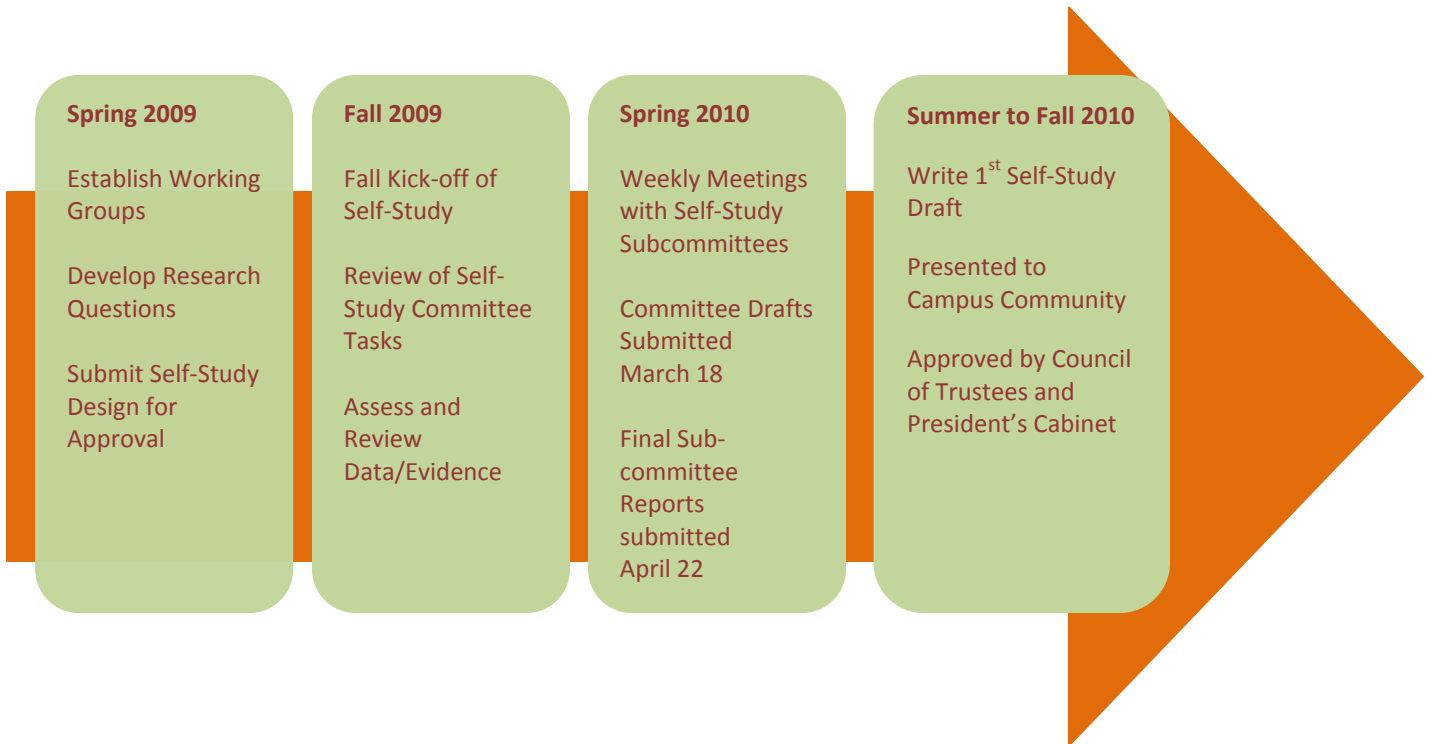 Spring 2009
Establish Working
Groups
Develop Research
Questions
Submit Self-Study
Design for
Approval
Fall 2009
Fall Kick-off of
Self-Study
Review of Self-
Study Committee
Tasks
Assess and
Review
Data/Evidence
Spring 2010
Weekly Meetings
with Self-Study
Subcommittees
Committee Drafts
Submitted
March 18
Final Sub-
committee
Reports
submitted
April 22
Summer to Fall 2010
Write 1st Self-Study
Draft
Presented to
Campus Community
Approved by Council
of Trustees and
President’s Cabinet